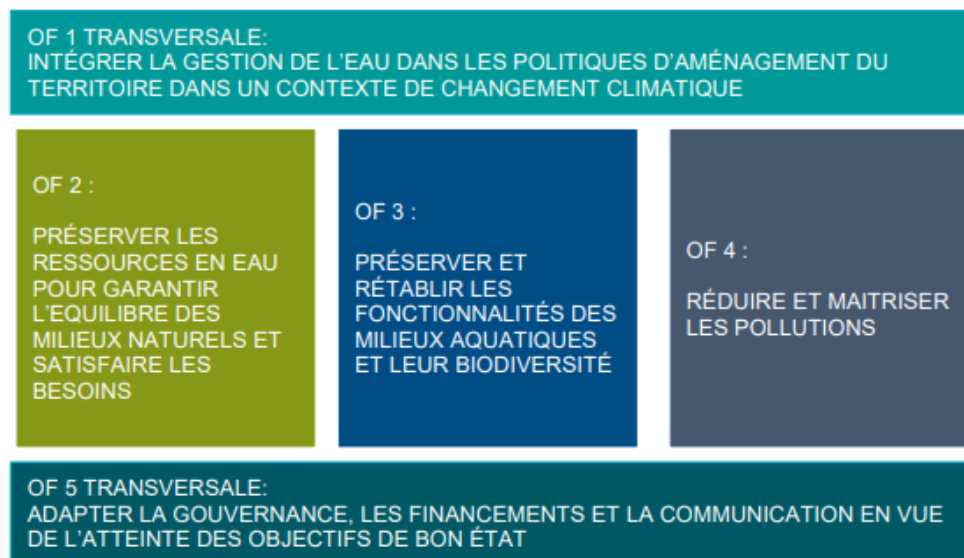 OF 1 TRANSVERSALE:
INTÉGRER LA GESTION DE L'EAU DANS LES POLITIQUES D'AMÉNAGEMENT DU
TERRITOIRE DANS UN CONTEXTE DE CHANGEMENT CLIMATIQUE
OF 2 :
PRÉSERVER LES
RESSOURCES EN EAU
POUR GARANTIR
L'EQUILIBRE DES
MILIEUX NATURELS ET
SATISFAIRE LES
BESOINS
OF 3 :
PRÉSERVER ET
RÉTABLIR LES
FONCTIONNALITÉS DES
MILIEUX AQUATIQUES
ET LEUR BIODIVERSITÉ
OF 4 :
RÉDUIRE ET MAITRISER
LES POLLUTIONS
OF 5 TRANSVERSALE:
ADAPTER LA GOUVERNANCE, LES FINANCEMENTS ET LA COMMUNICATION EN VUE
DE L'ATTEINTE DES OBJECTIFS DE BON ÉTAT